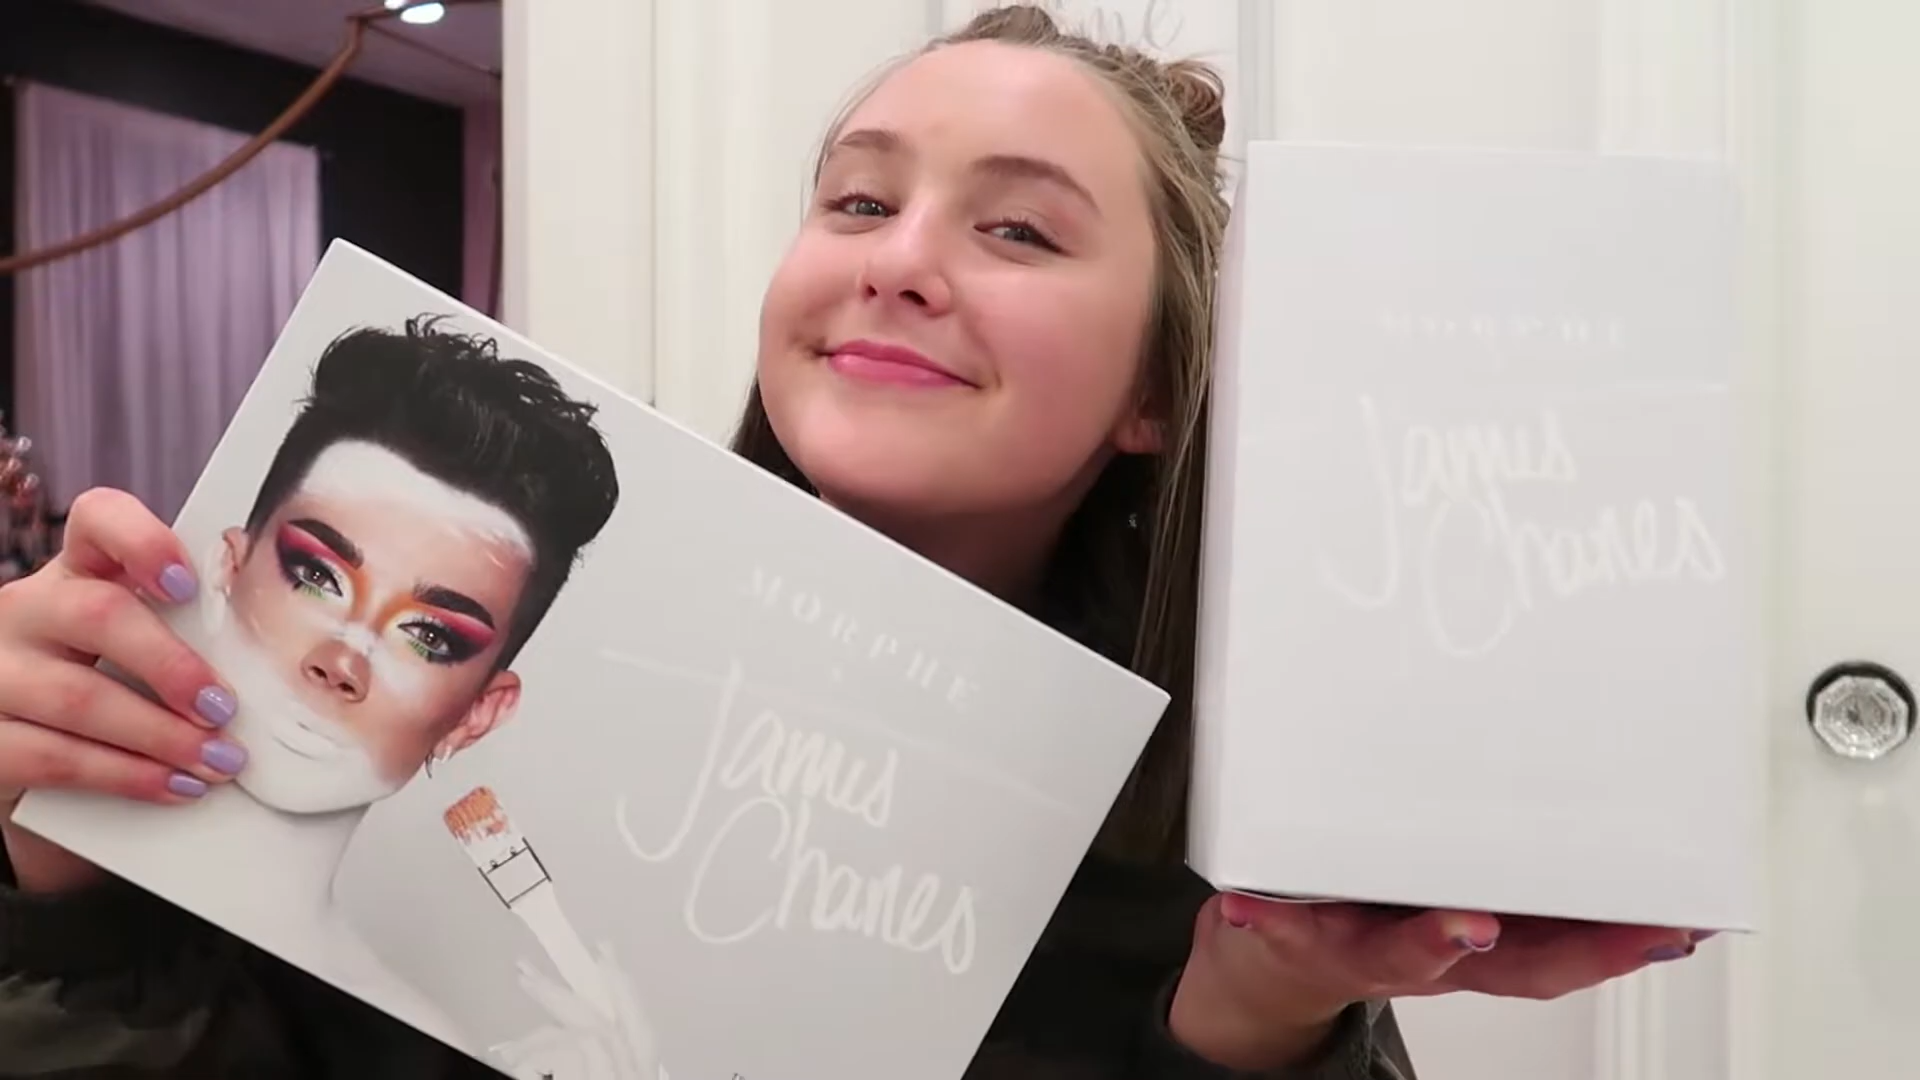 MORPHE
x
James
Charles
MORPHE
James
Charles